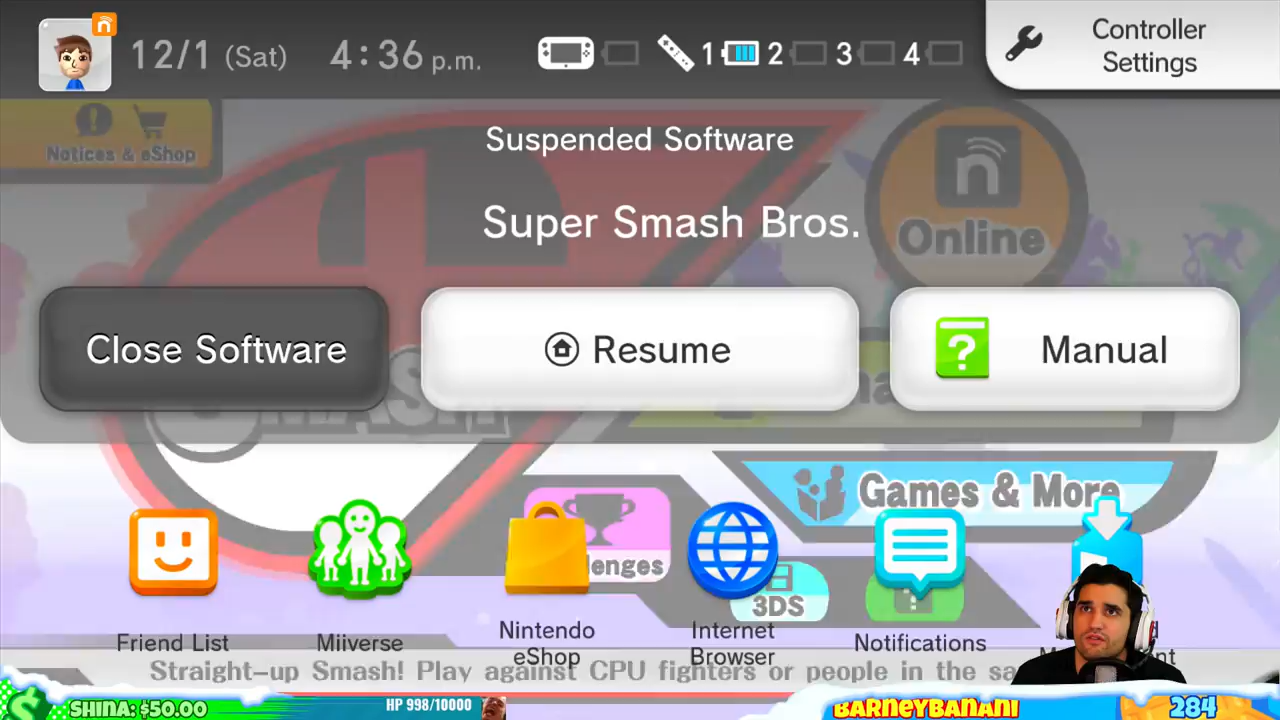 12/1 (Sat) 4:36 p.m. 1 2 3 4
Controller
Settings
Notices & eShop
Suspended Software
Super Smash Bros.
Online
Close Software
Resume
Manual
Games & More
Friend List
Miiverse
Nintendo
eShop
Internet
Browser
3DS
Notifications
Straight-up Smash! Play against CPU fighters or people in the sa
SHINA: $50.00
HP 998/10000
BARNEYBANANI
284